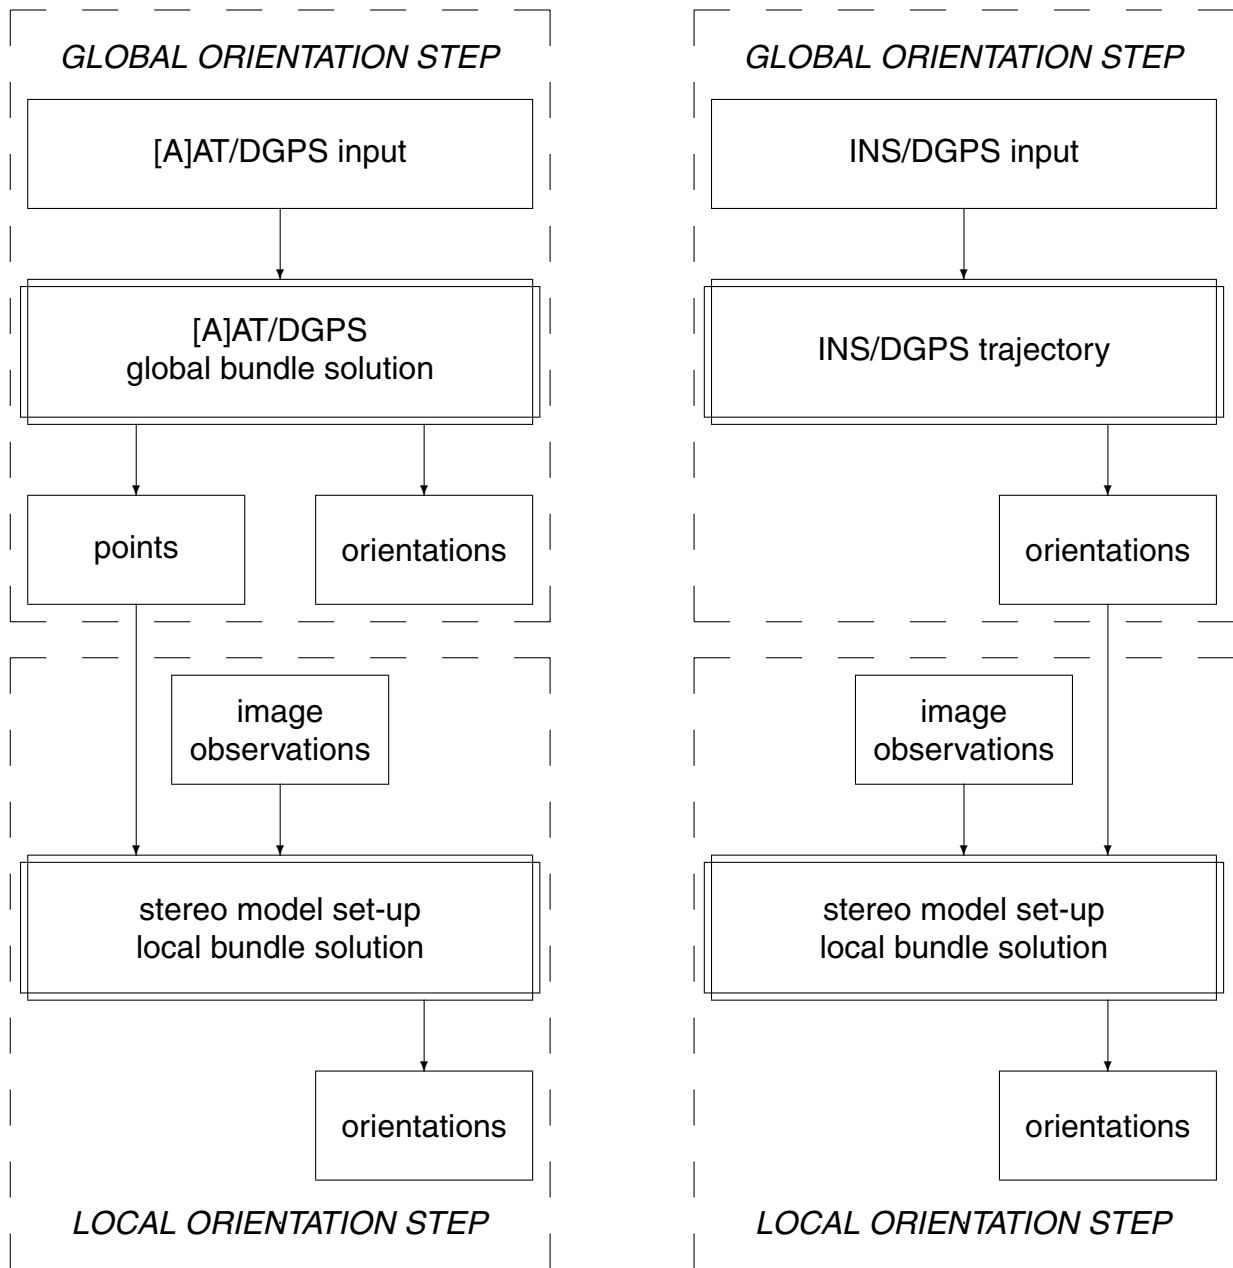 GLOBAL ORIENTATION STEP
[A]AT/DGPS input
[A]AT/DGPS
global bundle solution
points
orientations
image
observations
stereo model set-up
local bundle solution
orientations
LOCAL ORIENTATION STEP
GLOBAL ORIENTATION STEP
INS/DGPS input
INS/DGPS trajectory
orientations
image
observations
stereo model set-up
local bundle solution
orientations
LOCAL ORIENTATION STEP